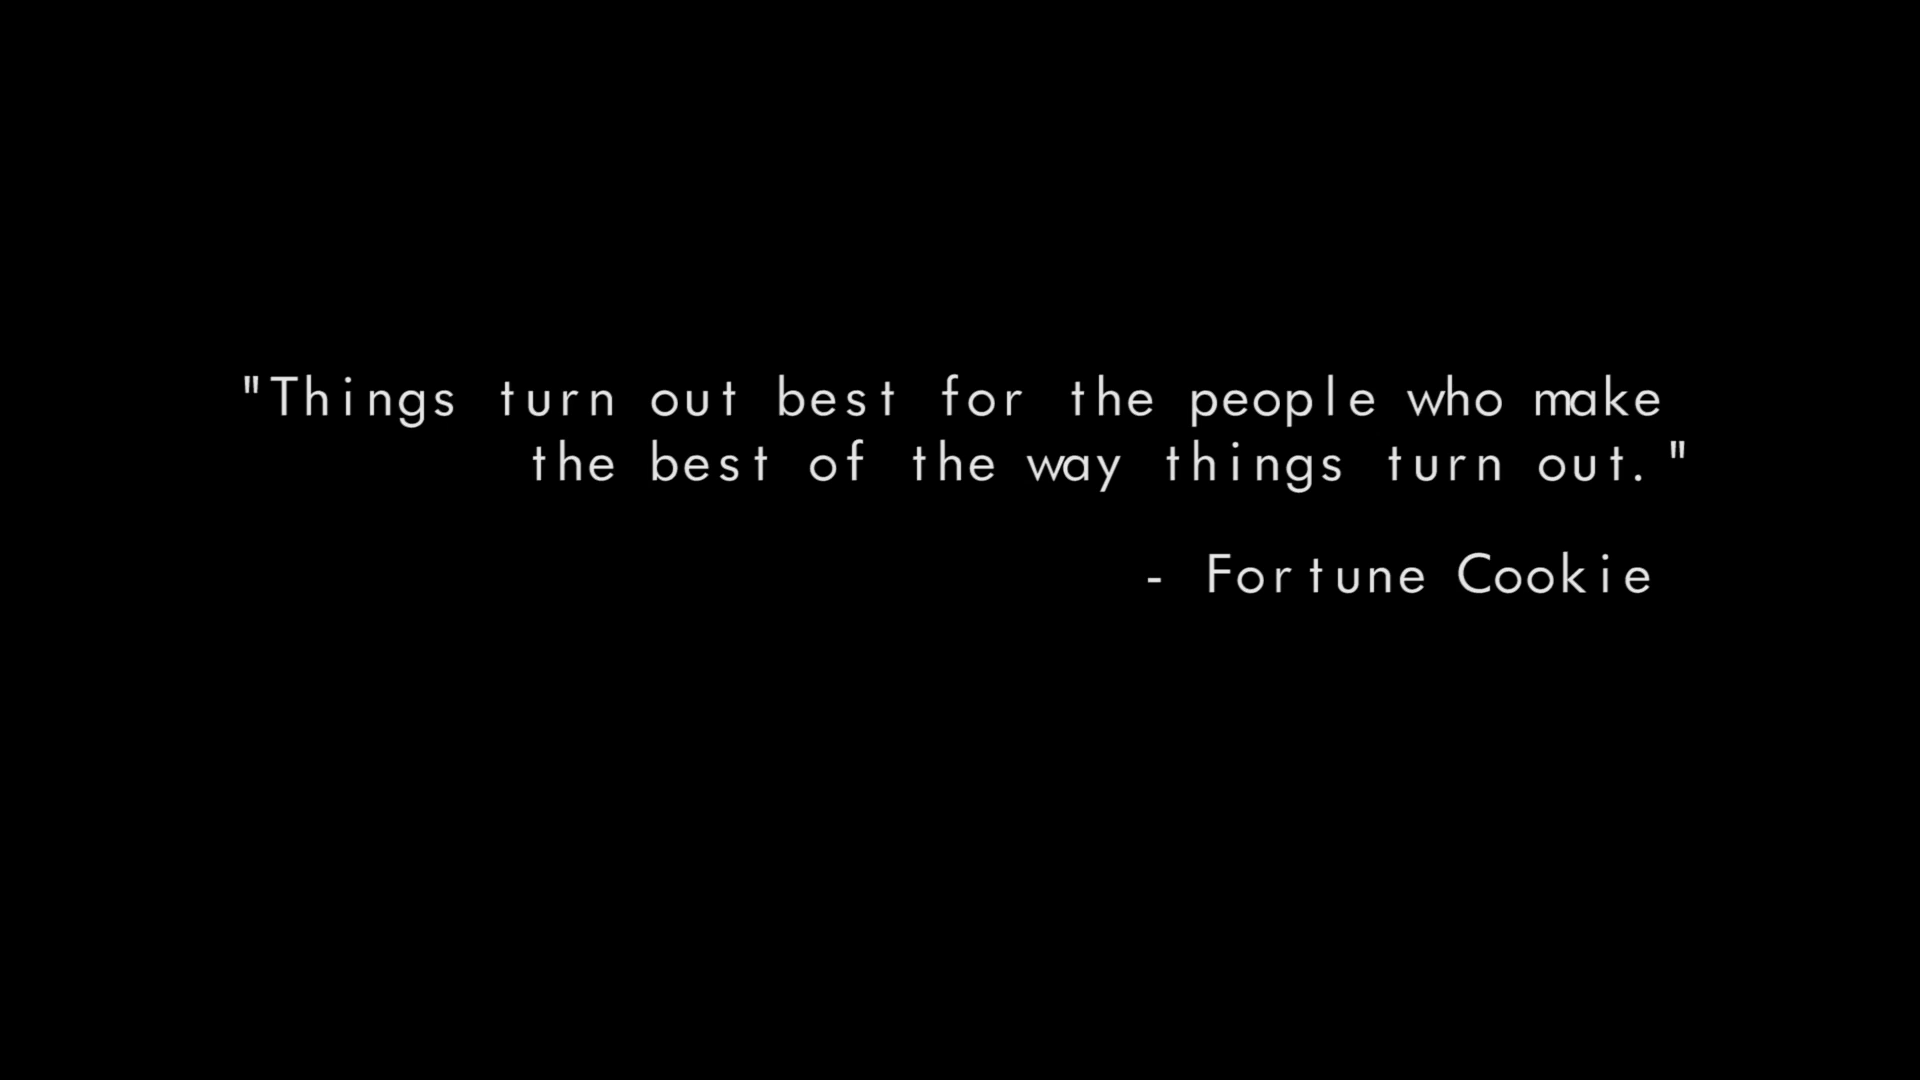 "Things turn out best for the people who make
the best of the way things turn out."
- Fortune Cookie